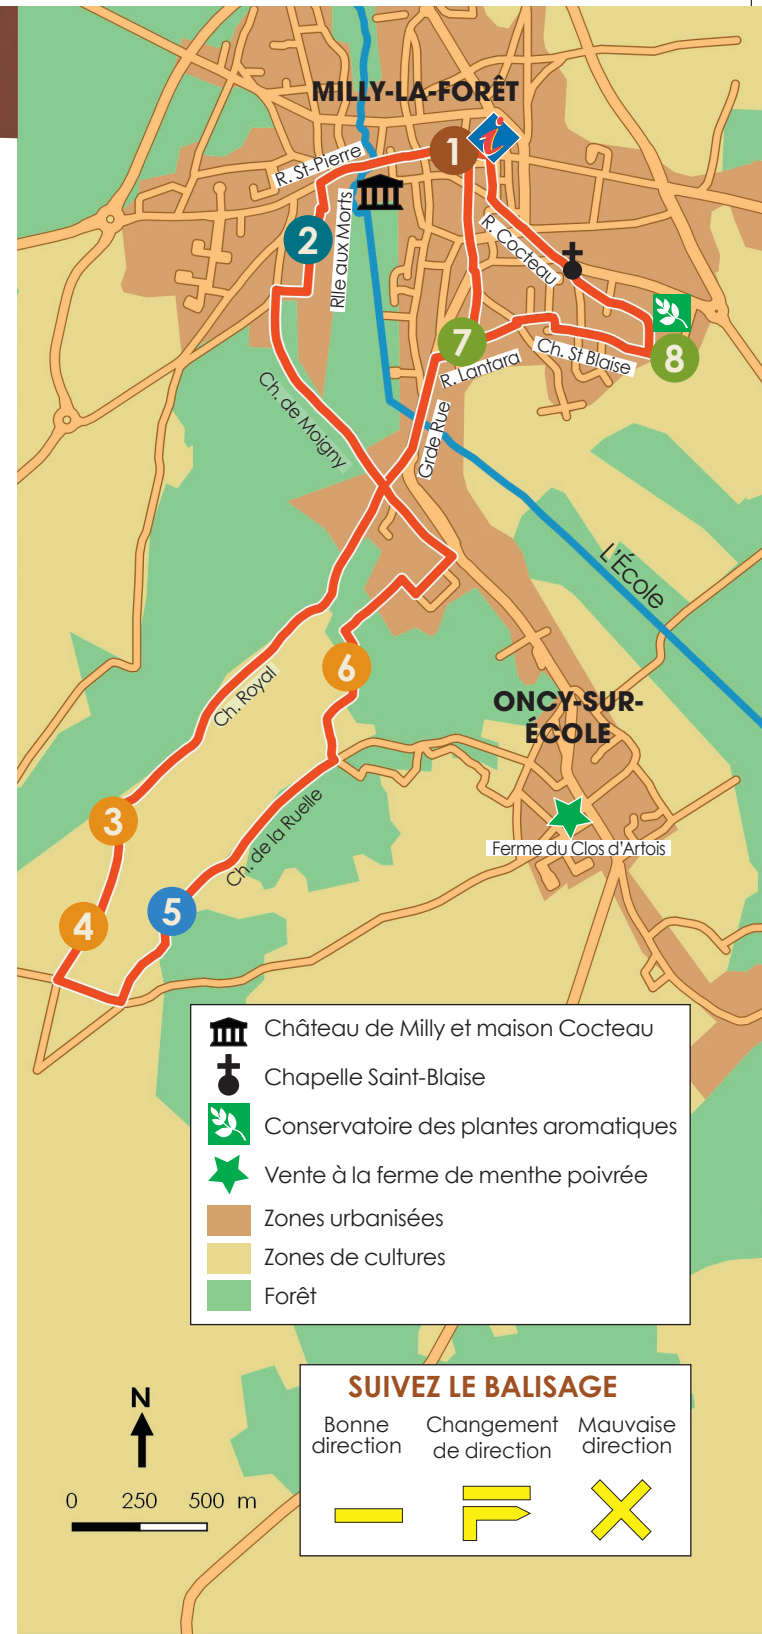 MILLY-LA-FORÊT
1
i
R. St-Pierre
Rlle aux Morts
R. Cocteau
2
7
R. Lantara
Ch. St Blaise
8
Ch. de Moigny
Grde Rue
L'École
6
Ch. Royal
ONCY-SUR-
ÉCOLE
3
Ch. de la Ruelle
Ferme du Clos d'Artois
4
5
Château de Milly et maison Cocteau
Chapelle Saint-Blaise
Conservatoire des plantes aromatiques
Vente à la ferme de menthe poivrée
Zones urbanisées
Zones de cultures
Forêt
SUIVEZ LE BALISAGE
Bonne
direction
Changement
de direction
Mauvaise
direction
N
0 250 500 m